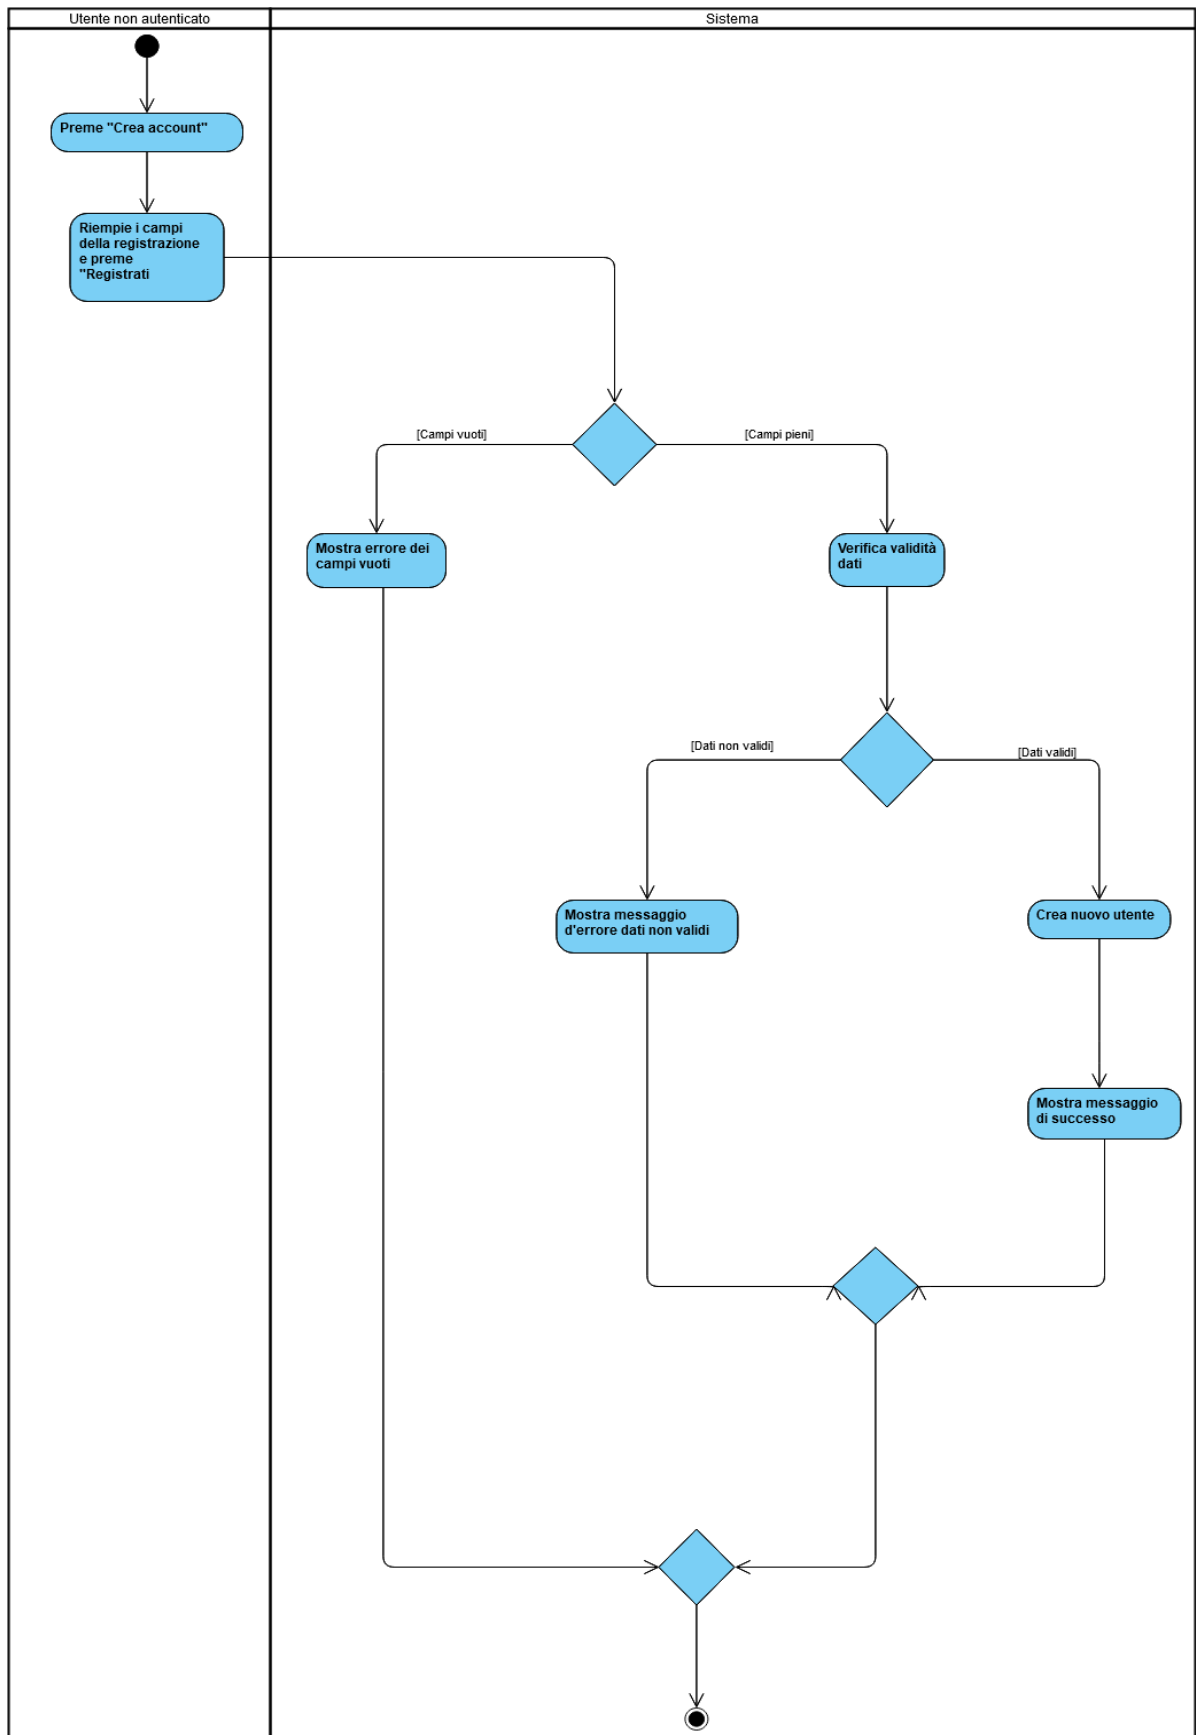 Utente non autenticato
Sistema
Preme "Crea account"
Riempie i campi
della registrazione
e preme
"Registrati
[Campi vuoti]
[Campi pieni]
Mostra errore dei
campi vuoti
Verifica validità
dati
[Dati non validi]
[Dati validi]
Mostra messaggio
d'errore dati non validi
Crea nuovo utente
Mostra messaggio
di successo